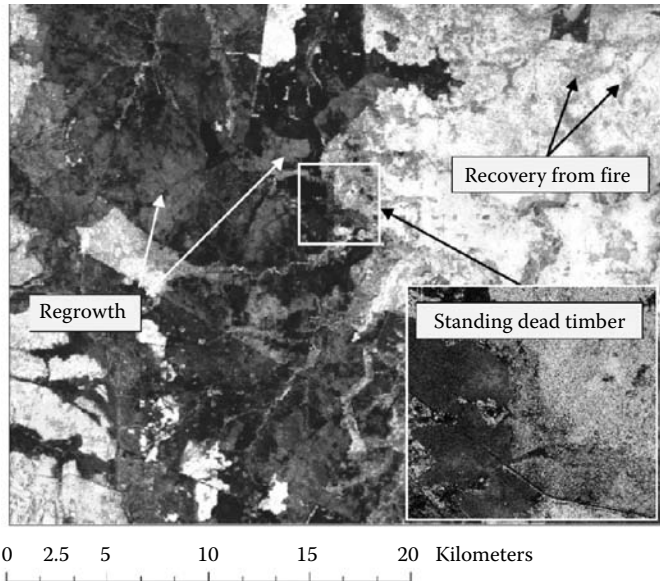 Recovery from fire
Regrowth
Standing dead timber
0 2.5 5 10 15 20 Kilometers